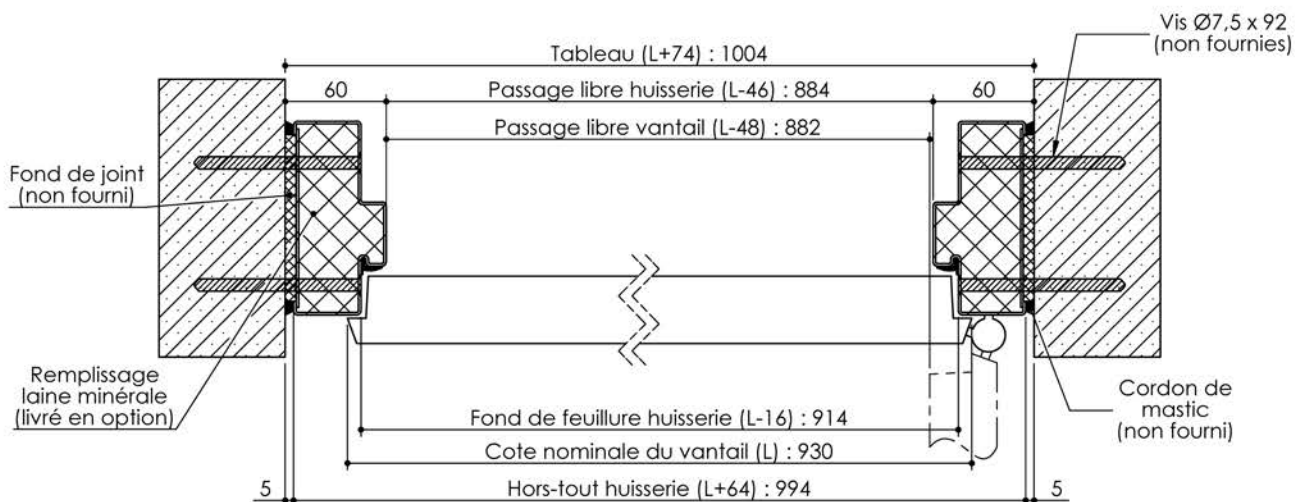 Vis Ø7,5 x 92
(non fournies)
Tableau (L+74) : 1004
60
Passage libre huisserie (L-46) : 884
60
Passage libre vantail (L-48) : 882
Fond de joint
(non fourni)
Remplissage
laine minérale
(livré en option)
Cordon de
mastic
(non fourni)
Fond de feuillure huisserie (L-16) : 914
Cote nominale du vantail (L) : 930
5
Hors-tout huisserie (L+64) : 994
5